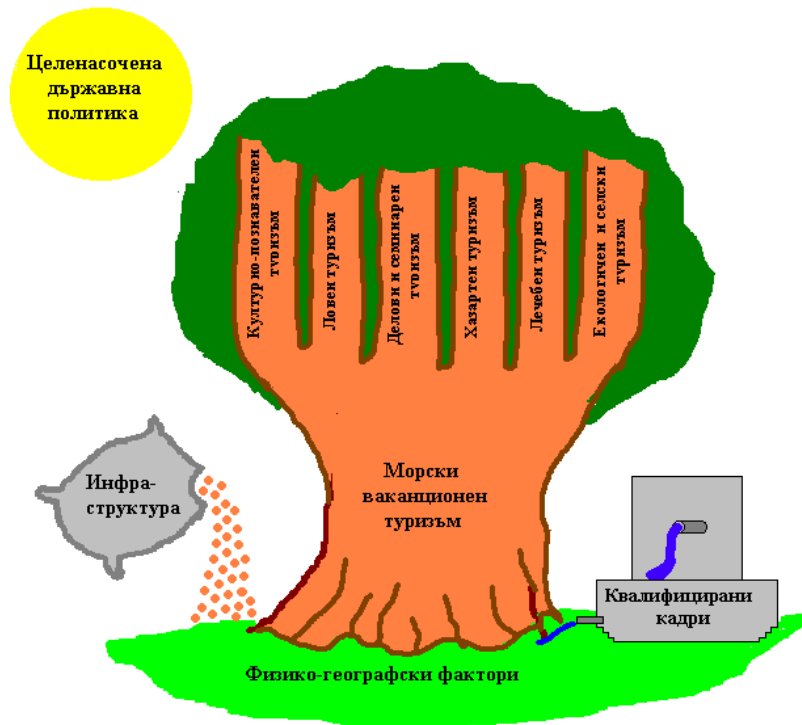 Целенасочена
държавна
политика
Културно-познавателен
туризъм
Ловен туризъм
Делови и семинарен
туризъм
Хазартен туризъм
Лечебен туризъм
Екологичен и селски
туризъм
Морски
ваканционен
туризъм
Инфра-
структура
Квалифицирани
кадри
Физико-географски фактори